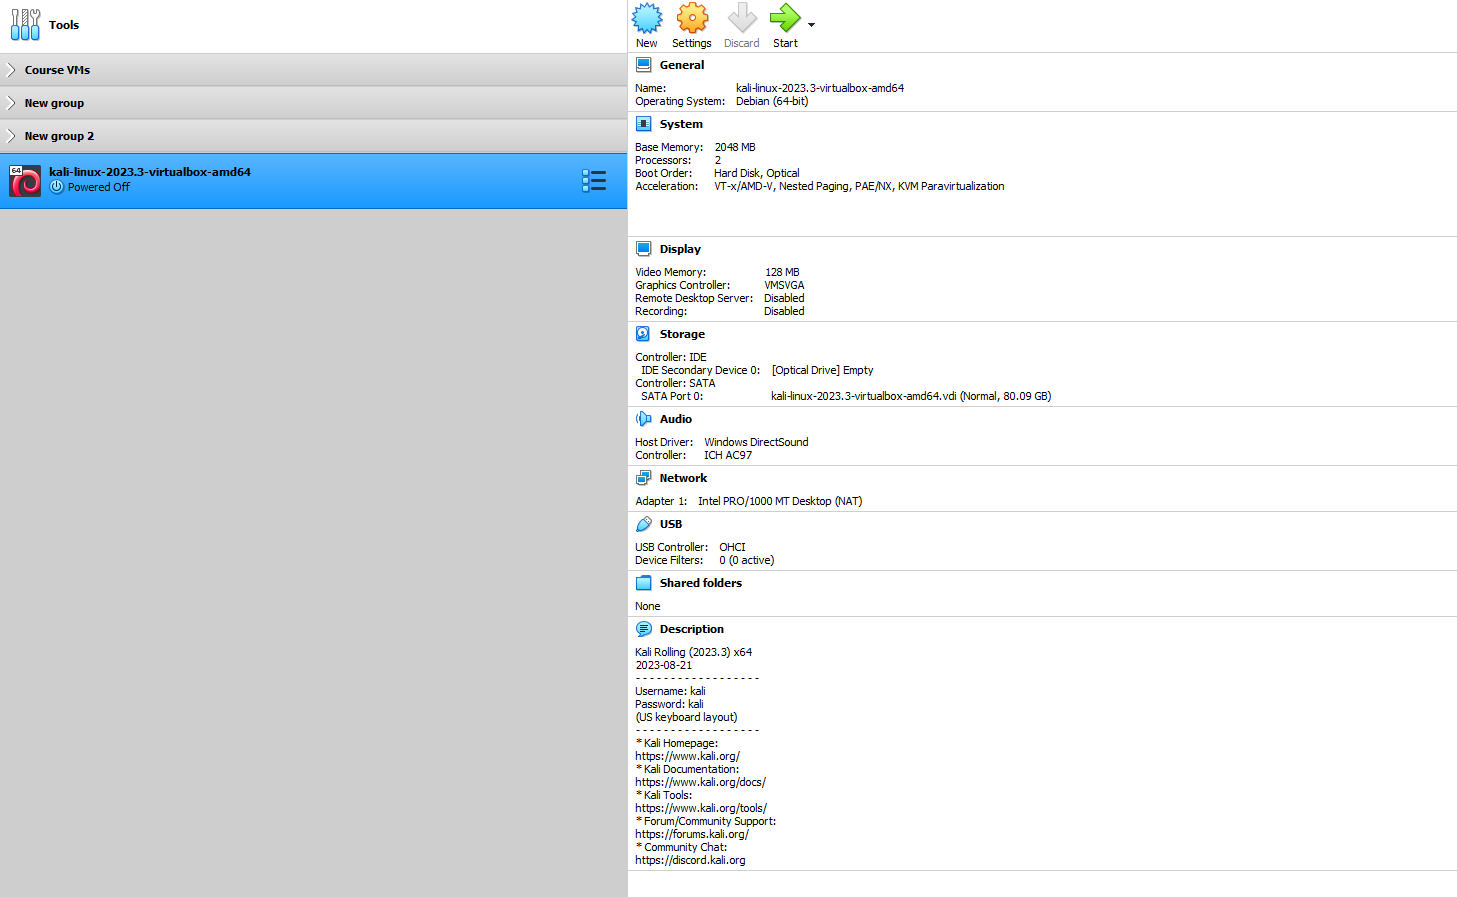 Tools
Course VMs
New group
New group 2
64
kali-linux-2023.3-virtualbox-amd64
Powered Off
New Settings Discard Start
General
Name: kali-linux-2023.3-virtualbox-amd64
Operating System: Debian (64-bit)
System
Base Memory: 2048 MB
Processors: 2
Boot Order: Hard Disk, Optical
Acceleration: VT-x/AMD-V, Nested Paging, PAE/NX, KVM Paravirtualization
Display
Video Memory: 128 MB
Graphics Controller: VMSVGA
Remote Desktop Server: Disabled
Recording: Disabled
Storage
Controller: IDE
IDE Secondary Device 0: [Optical Drive] Empty
Controller: SATA
SATA Port 0: kali-linux-2023.3-virtualbox-amd64.vdi (Normal, 80.09 GB)
Audio
Host Driver: Windows DirectSound
Controller: ICH AC97
Network
Adapter 1: Intel PRO/1000 MT Desktop (NAT)
USB
USB Controller: OHCI
Device Filters: 0 (0 active)
Shared folders
None
Description
Kali Rolling (2023.3) x64
2023-08-21
- - - - - - - - - - - - - - - - - -
Username: kali
Password: kali
(US keyboard layout)
- - - - - - - - - - - - - - - - - -
* Kali Homepage:
https://www.kali.org/
* Kali Documentation:
https://www.kali.org/docs/
* Kali Tools:
https://www.kali.org/tools/
* Forum/Community Support:
https://forums.kali.org/
* Community Chat:
https://discord.kali.org